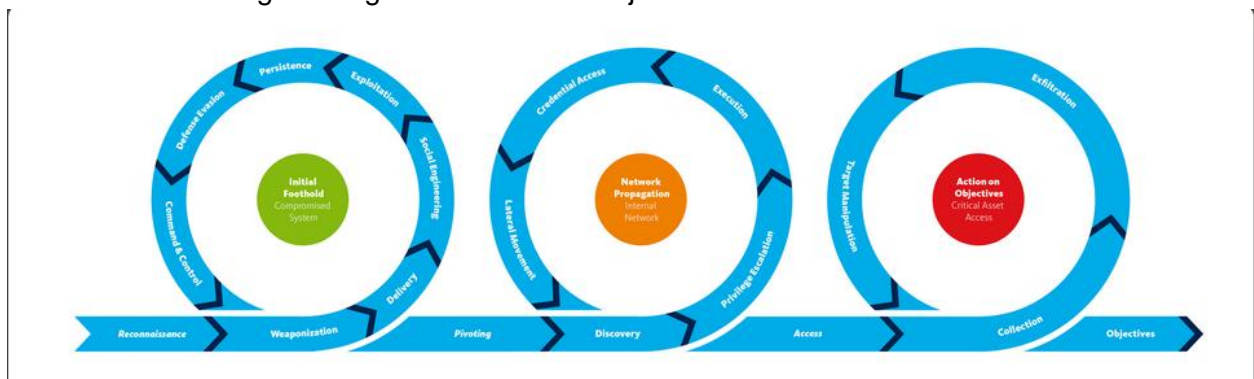 Persistence
Exploitation
Defense Evasion
Social Engineering
Command & Control
Delivery
Initial
Foothold
Compromised
System
Credential Access
Execution
Lateral Movement
Privilege Escalation
Network
Propagation
Internal
Network
Exfiltration
Target Manipulation
Collection
Action on
Objectives
Critical Asset
Access
Reconnaissance
Weaponization
Pivoting
Discovery
Access
Objectives